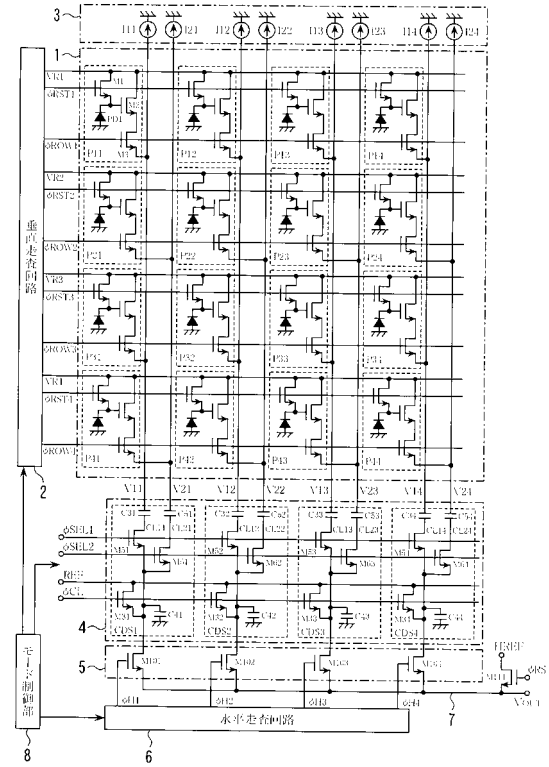 3
I11 I21 I12 I22 I13 I23 I14 I24
1
VR1
φRST1
M1
M2
PD1
φROW1
M3
P11 P12 P13 P14
VR2
φRST2
φROW2
P21 P22 P23 P24
VR3
φRST3
φROW3
P31 P32 P33 P34
φRST4
φROW4
P41 P42 P43 P44
垂直走査回路
2
V11 V21 V12 V22 V13 V23 V14 V24
C31 C51 C32 C52 C33 C53 C34 C54
φSEL1
CL11 CL21 CL12 CL22 CL13 CL23 CL14 CL24
φSEL2
M51 M61 M52 M62 M53 M54
REF
φCL
M31 C41 M32 C42 M33 C43 M34 C44
4
CDS1 CDS2 CDS3 CDS4
5
M101 M102 M103
HREF
φRS
VOUT
7
φH1 φH2 φH3 φH4
モード制御部
8
水平走査回路
6